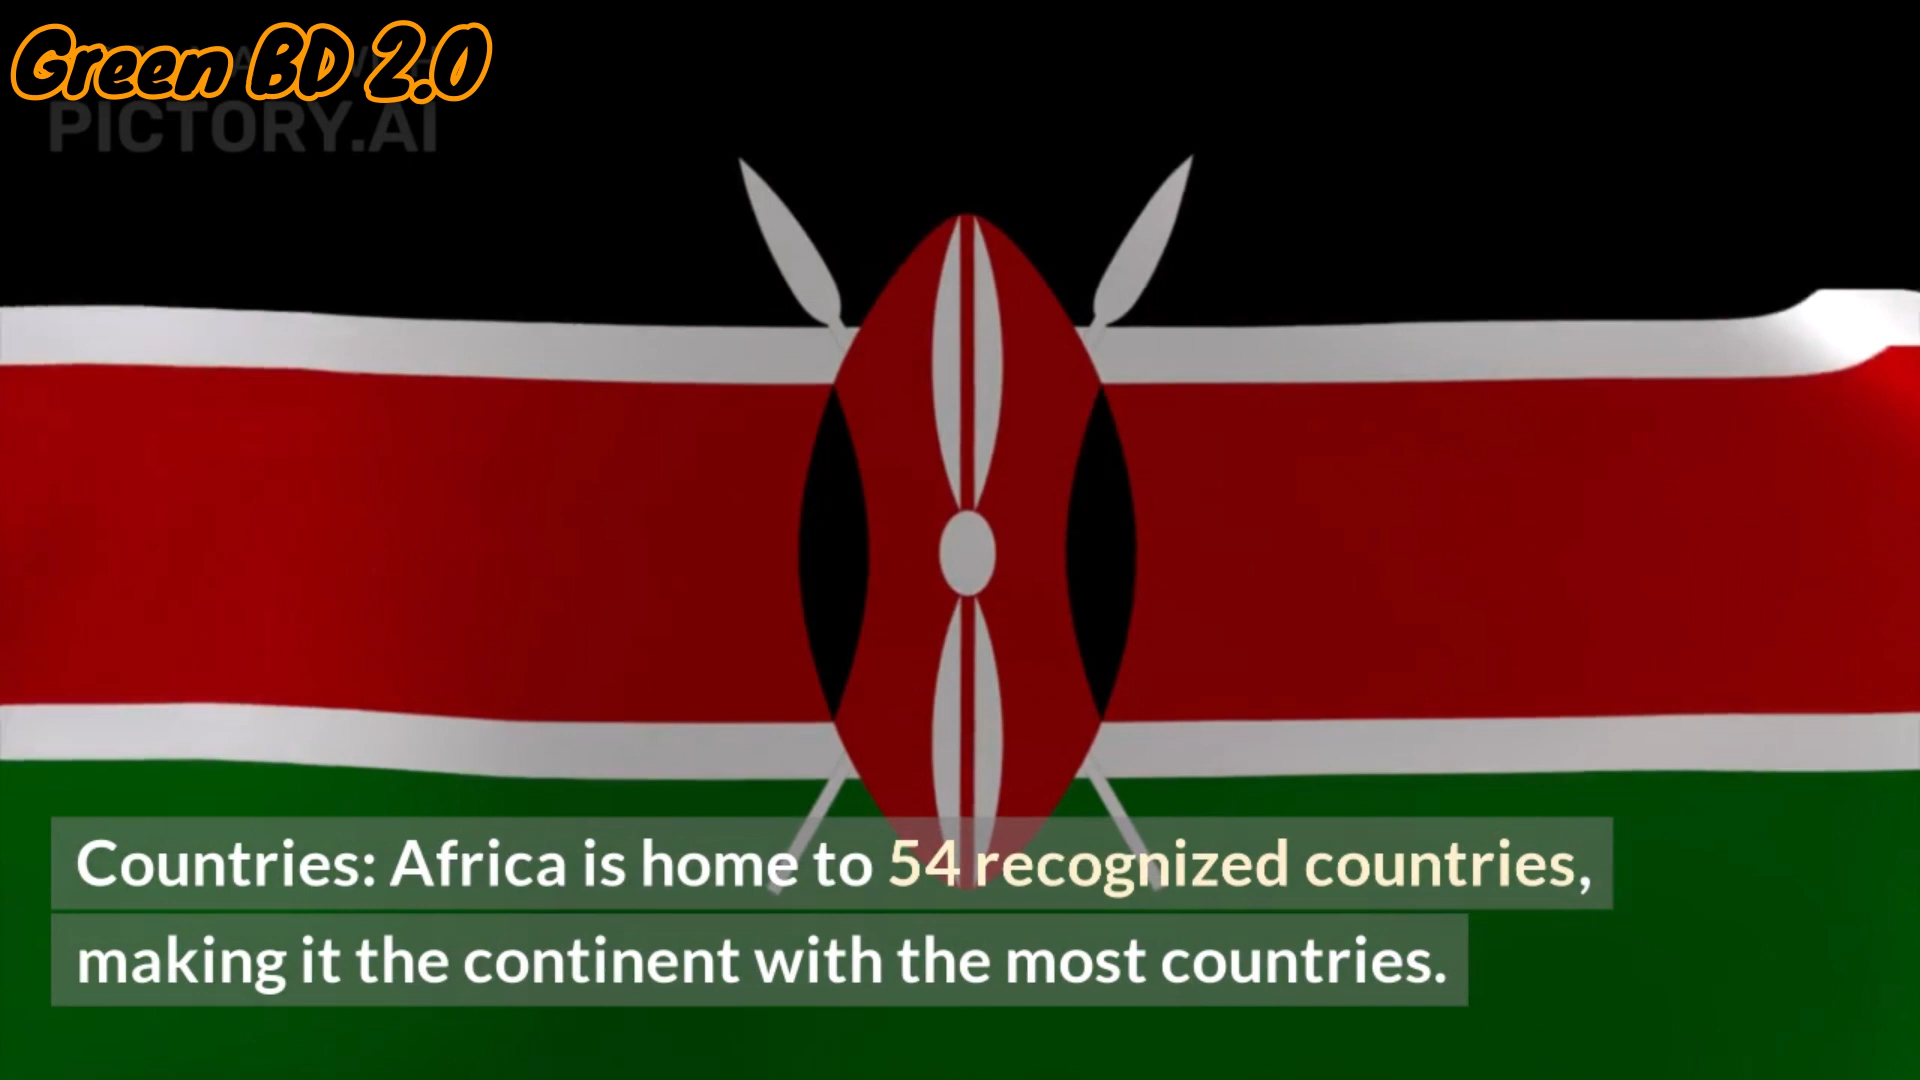 Green BD 2.0
PICTORY.AI
Countries: Africa is home to 54 recognized countries,
making it the continent with the most countries.